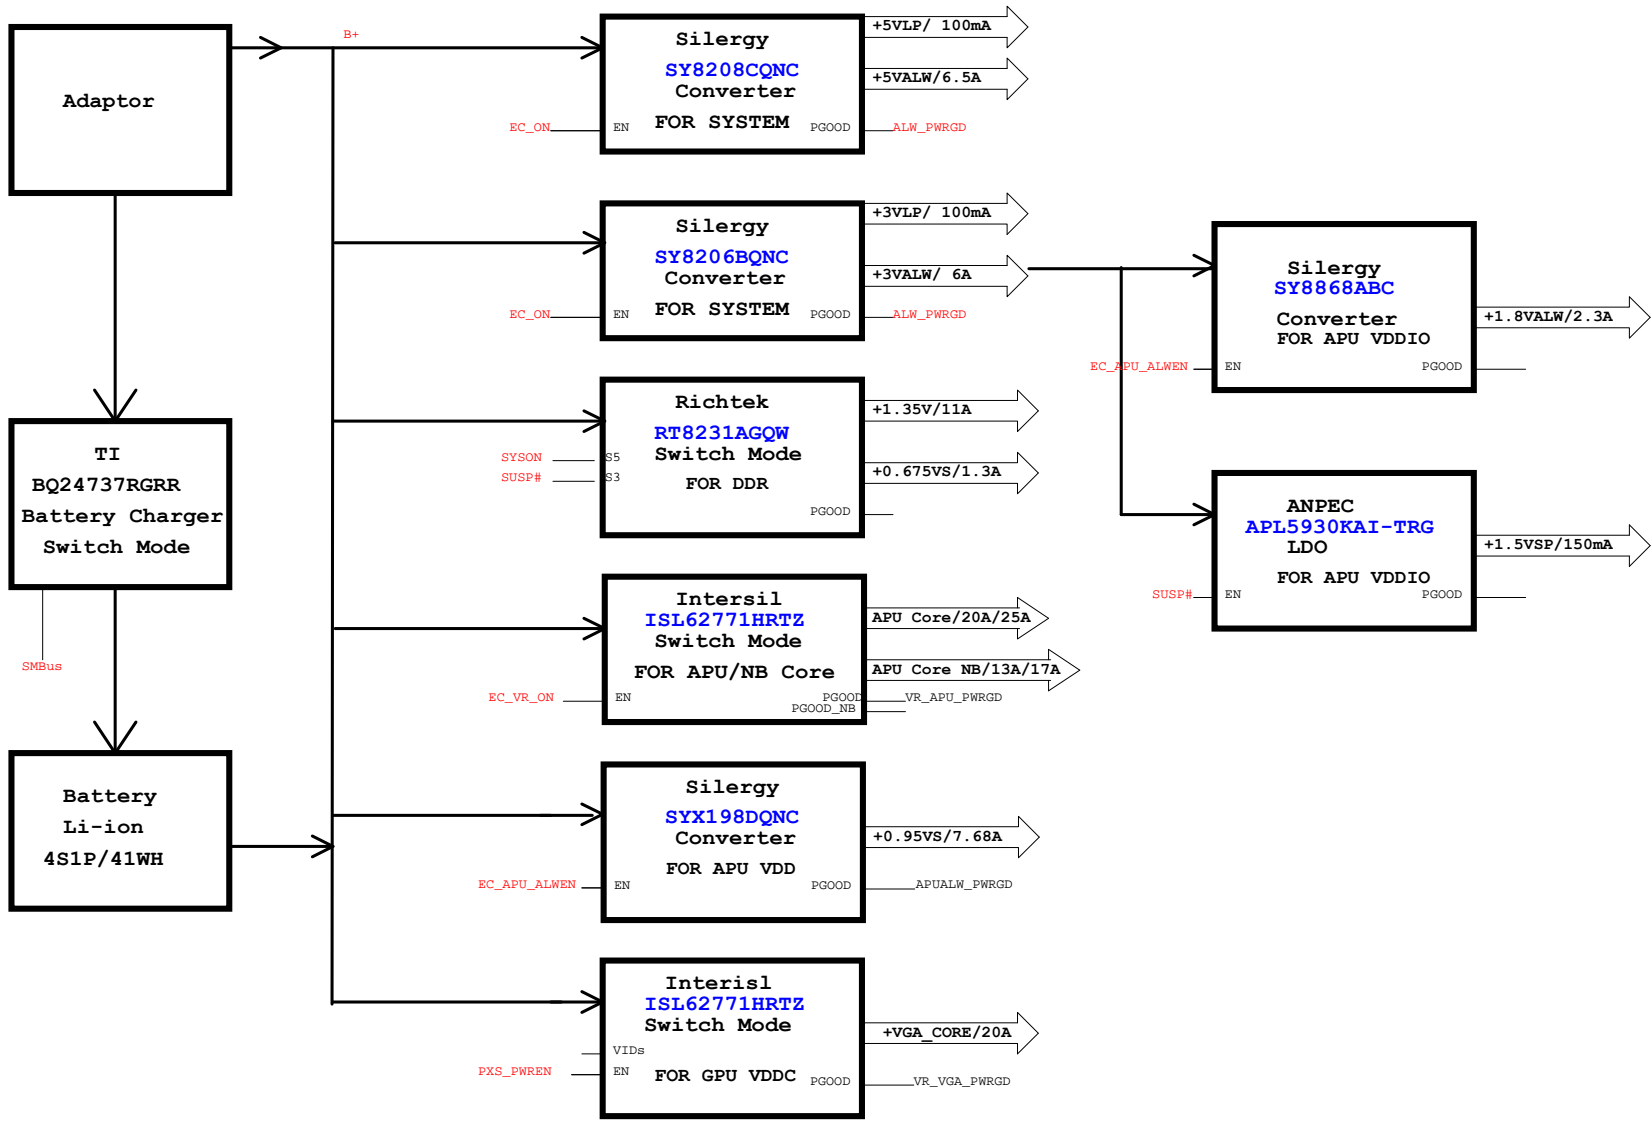 Adaptor
B+
Silergy
SY8208CQNC
Converter
FOR SYSTEM
EC_ON
EN
PGOOD
ALW_PWRGD
+5VLP/ 100mA
+5VALW/6.5A
Silergy
SY8206BQNC
Converter
FOR SYSTEM
EC_ON
EN
PGOOD
ALW_PWRGD
+3VLP/ 100mA
+3VALW/ 6A
Silergy
SY8868ABC
Converter
FOR APU VDDIO
EC_APU_ALWEN
EN
PGOOD
+1.8VALW/2.3A
TI
BQ24737RGRR
Battery Charger
Switch Mode
SMBus
Richtek
RT8231AGQW
Switch Mode
FOR DDR
SYSON
S5
SUSP#
S3
PGOOD
+1.35V/11A
+0.675VS/1.3A
ANPEC
APL5930KAI-TRG
LDO
FOR APU VDDIO
SUSP#
EN
PGOOD
+1.5VSP/150mA
Intersil
ISL62771HRTZ
Switch Mode
FOR APU/NB Core
EC_VR_ON
EN
PGOOD
VR_APU_PWRGD
PGOOD_NB
APU Core/20A/25A
APU Core NB/13A/17A
Battery
Li-ion
4S1P/41WH
Silergy
SYX198DQNC
Converter
FOR APU VDD
EC_APU_ALWEN
EN
PGOOD
APUALW_PWRGD
+0.95VS/7.68A
Interisl
ISL62771HRTZ
Switch Mode
VIDs
PXS_PWREN
EN
FOR GPU VDDC
PGOOD
VR_VGA_PWRGD
+VGA_CORE/20A